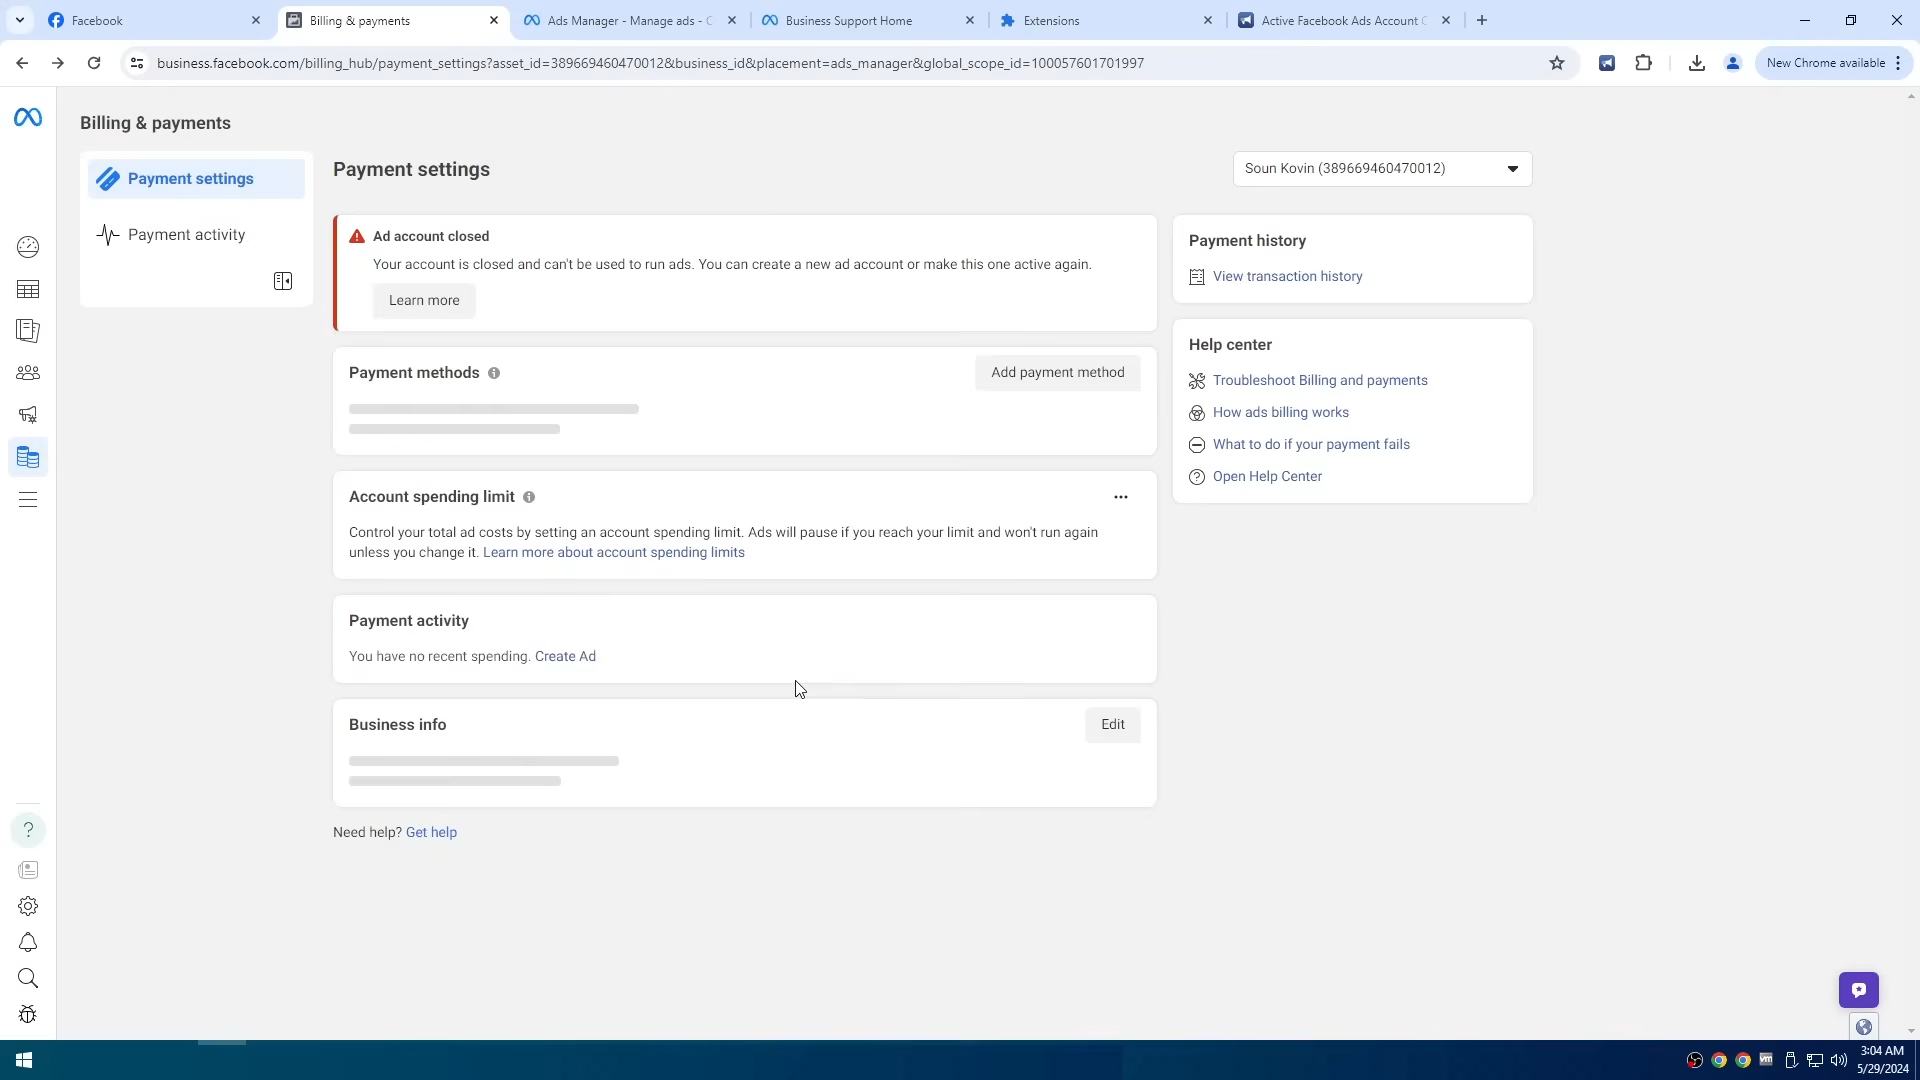 Facebook
Billing & payments
Ads Manager - Manage ads - C
Business Support Home
Extensions
Active Facebook Ads Account C
business.facebook.com/billing_hub/payment_settings?asset_id=389669460470012&business_id&placement=ads_manager&global_scope_id=100057601701997
New Chrome available
Billing & payments
Payment settings
Payment activity
Payment settings
Soun Kovin (389669460470012)
Ad account closed
Your account is closed and can't be used to run ads. You can create a new ad account or make this one active again.
Learn more
Payment methods
Add payment method
Account spending limit
Control your total ad costs by setting an account spending limit. Ads will pause if you reach your limit and won't run again
unless you change it. Learn more about account spending limits
Payment activity
You have no recent spending. Create Ad
Business info
Edit
Need help? Get help
Payment history
View transaction history
Help center
Troubleshoot Billing and payments
How ads billing works
What to do if your payment fails
Open Help Center
3:04 AM
5/29/2024